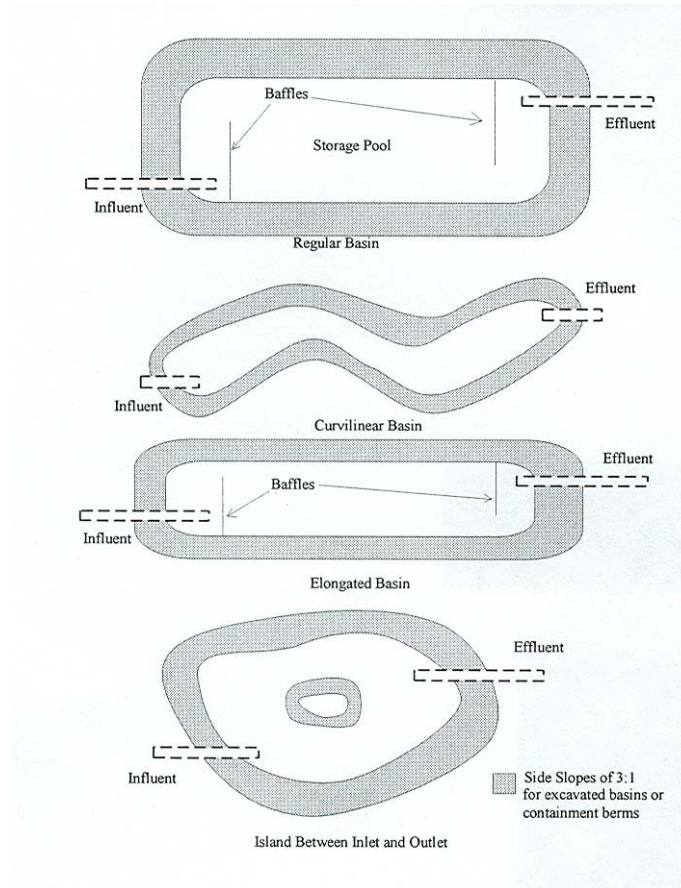 Baffles
Effluent
Storage Pool
Influent
Regular Basin
Effluent
Influent
Curvilinear Basin
Effluent
Baffles
Influent
Elongated Basin
Effluent
Influent
Side Slopes of 3:1
for excavated basins or
containment berms
Island Between Inlet and Outlet